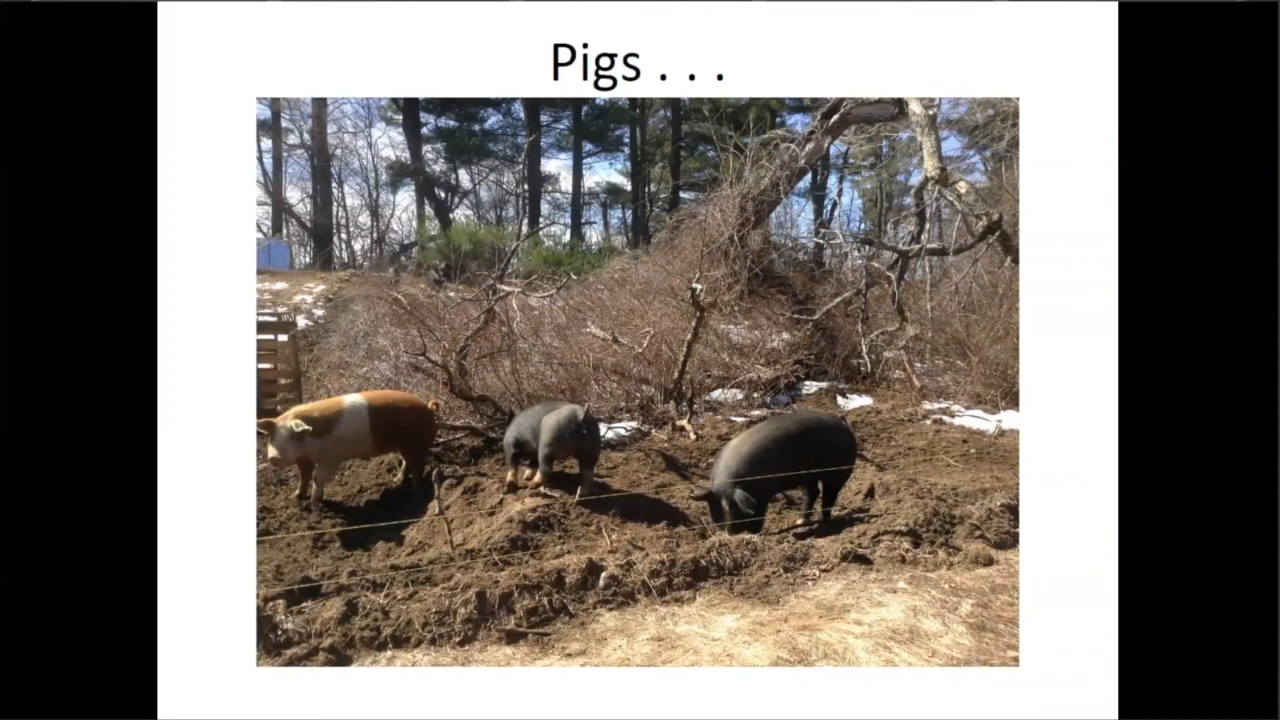 Pigs . . .